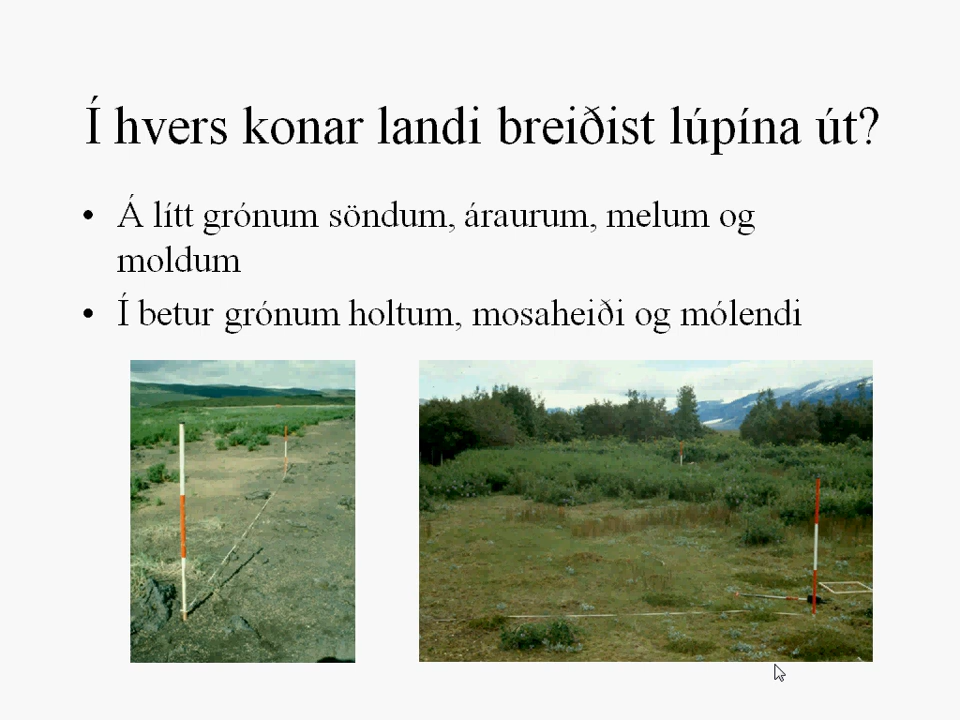 Í hvers konar landi breiðist lúpína út?
• Á lítt grónum söndum, áraurum, melum og
moldum
• Í betur grónum holtum, mosaheiði og mólendi